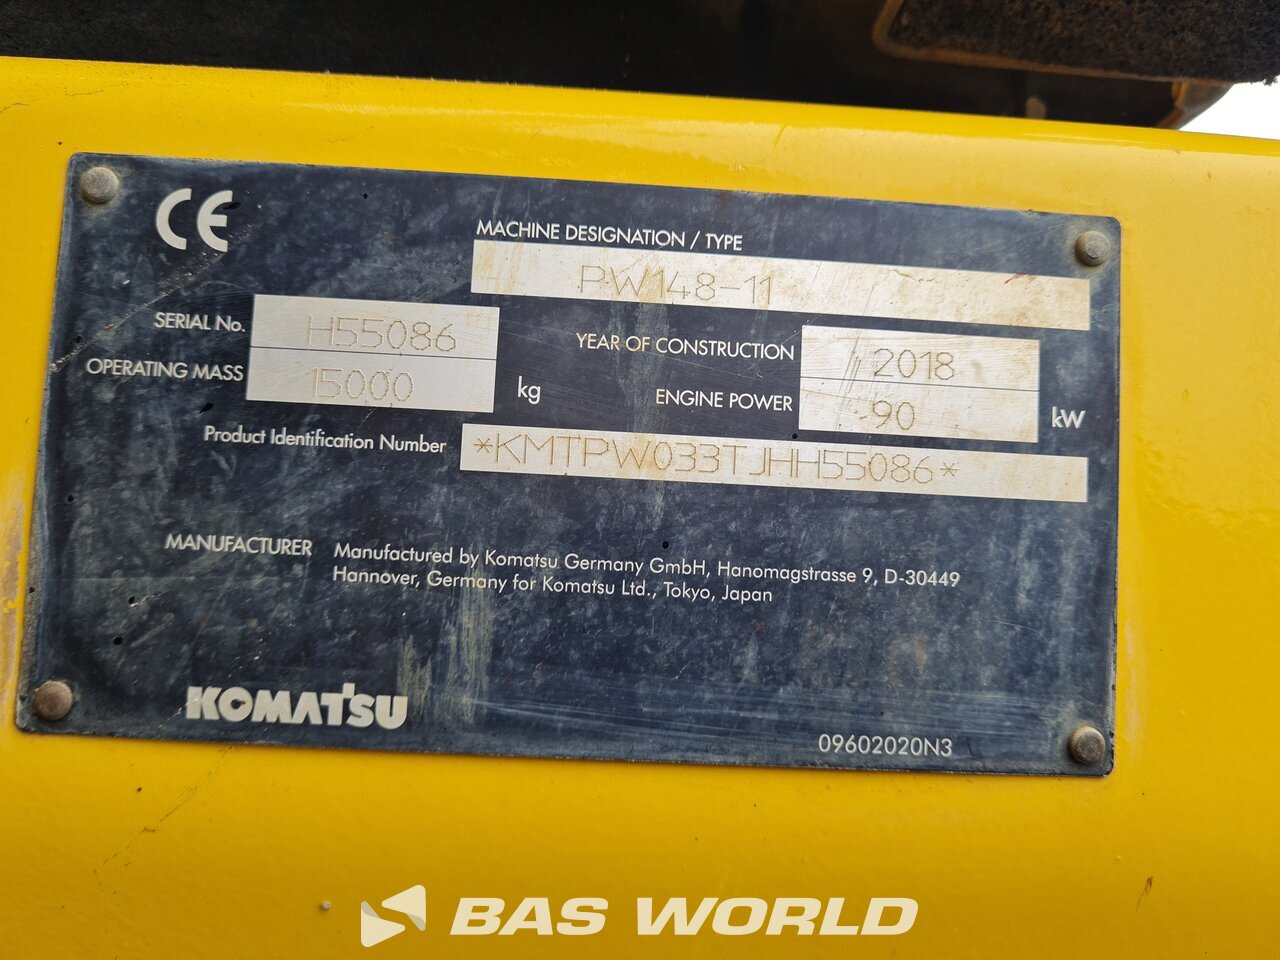 CE
MACHINE DESIGNATION / TYPE
PW148-11
SERIAL No. H55086
YEAR OF CONSTRUCTION 2018
OPERATING MASS 15000 kg
ENGINE POWER 90 kW
Product Identification Number *KMTPW033TJHH55086*
MANUFACTURER Manufactured by Komatsu Germany GmbH, Hanomagstrasse 9, D-30449
Hannover, Germany for Komatsu Ltd., Tokyo, Japan
KOMATSU
09602020N3
BAS WORLD